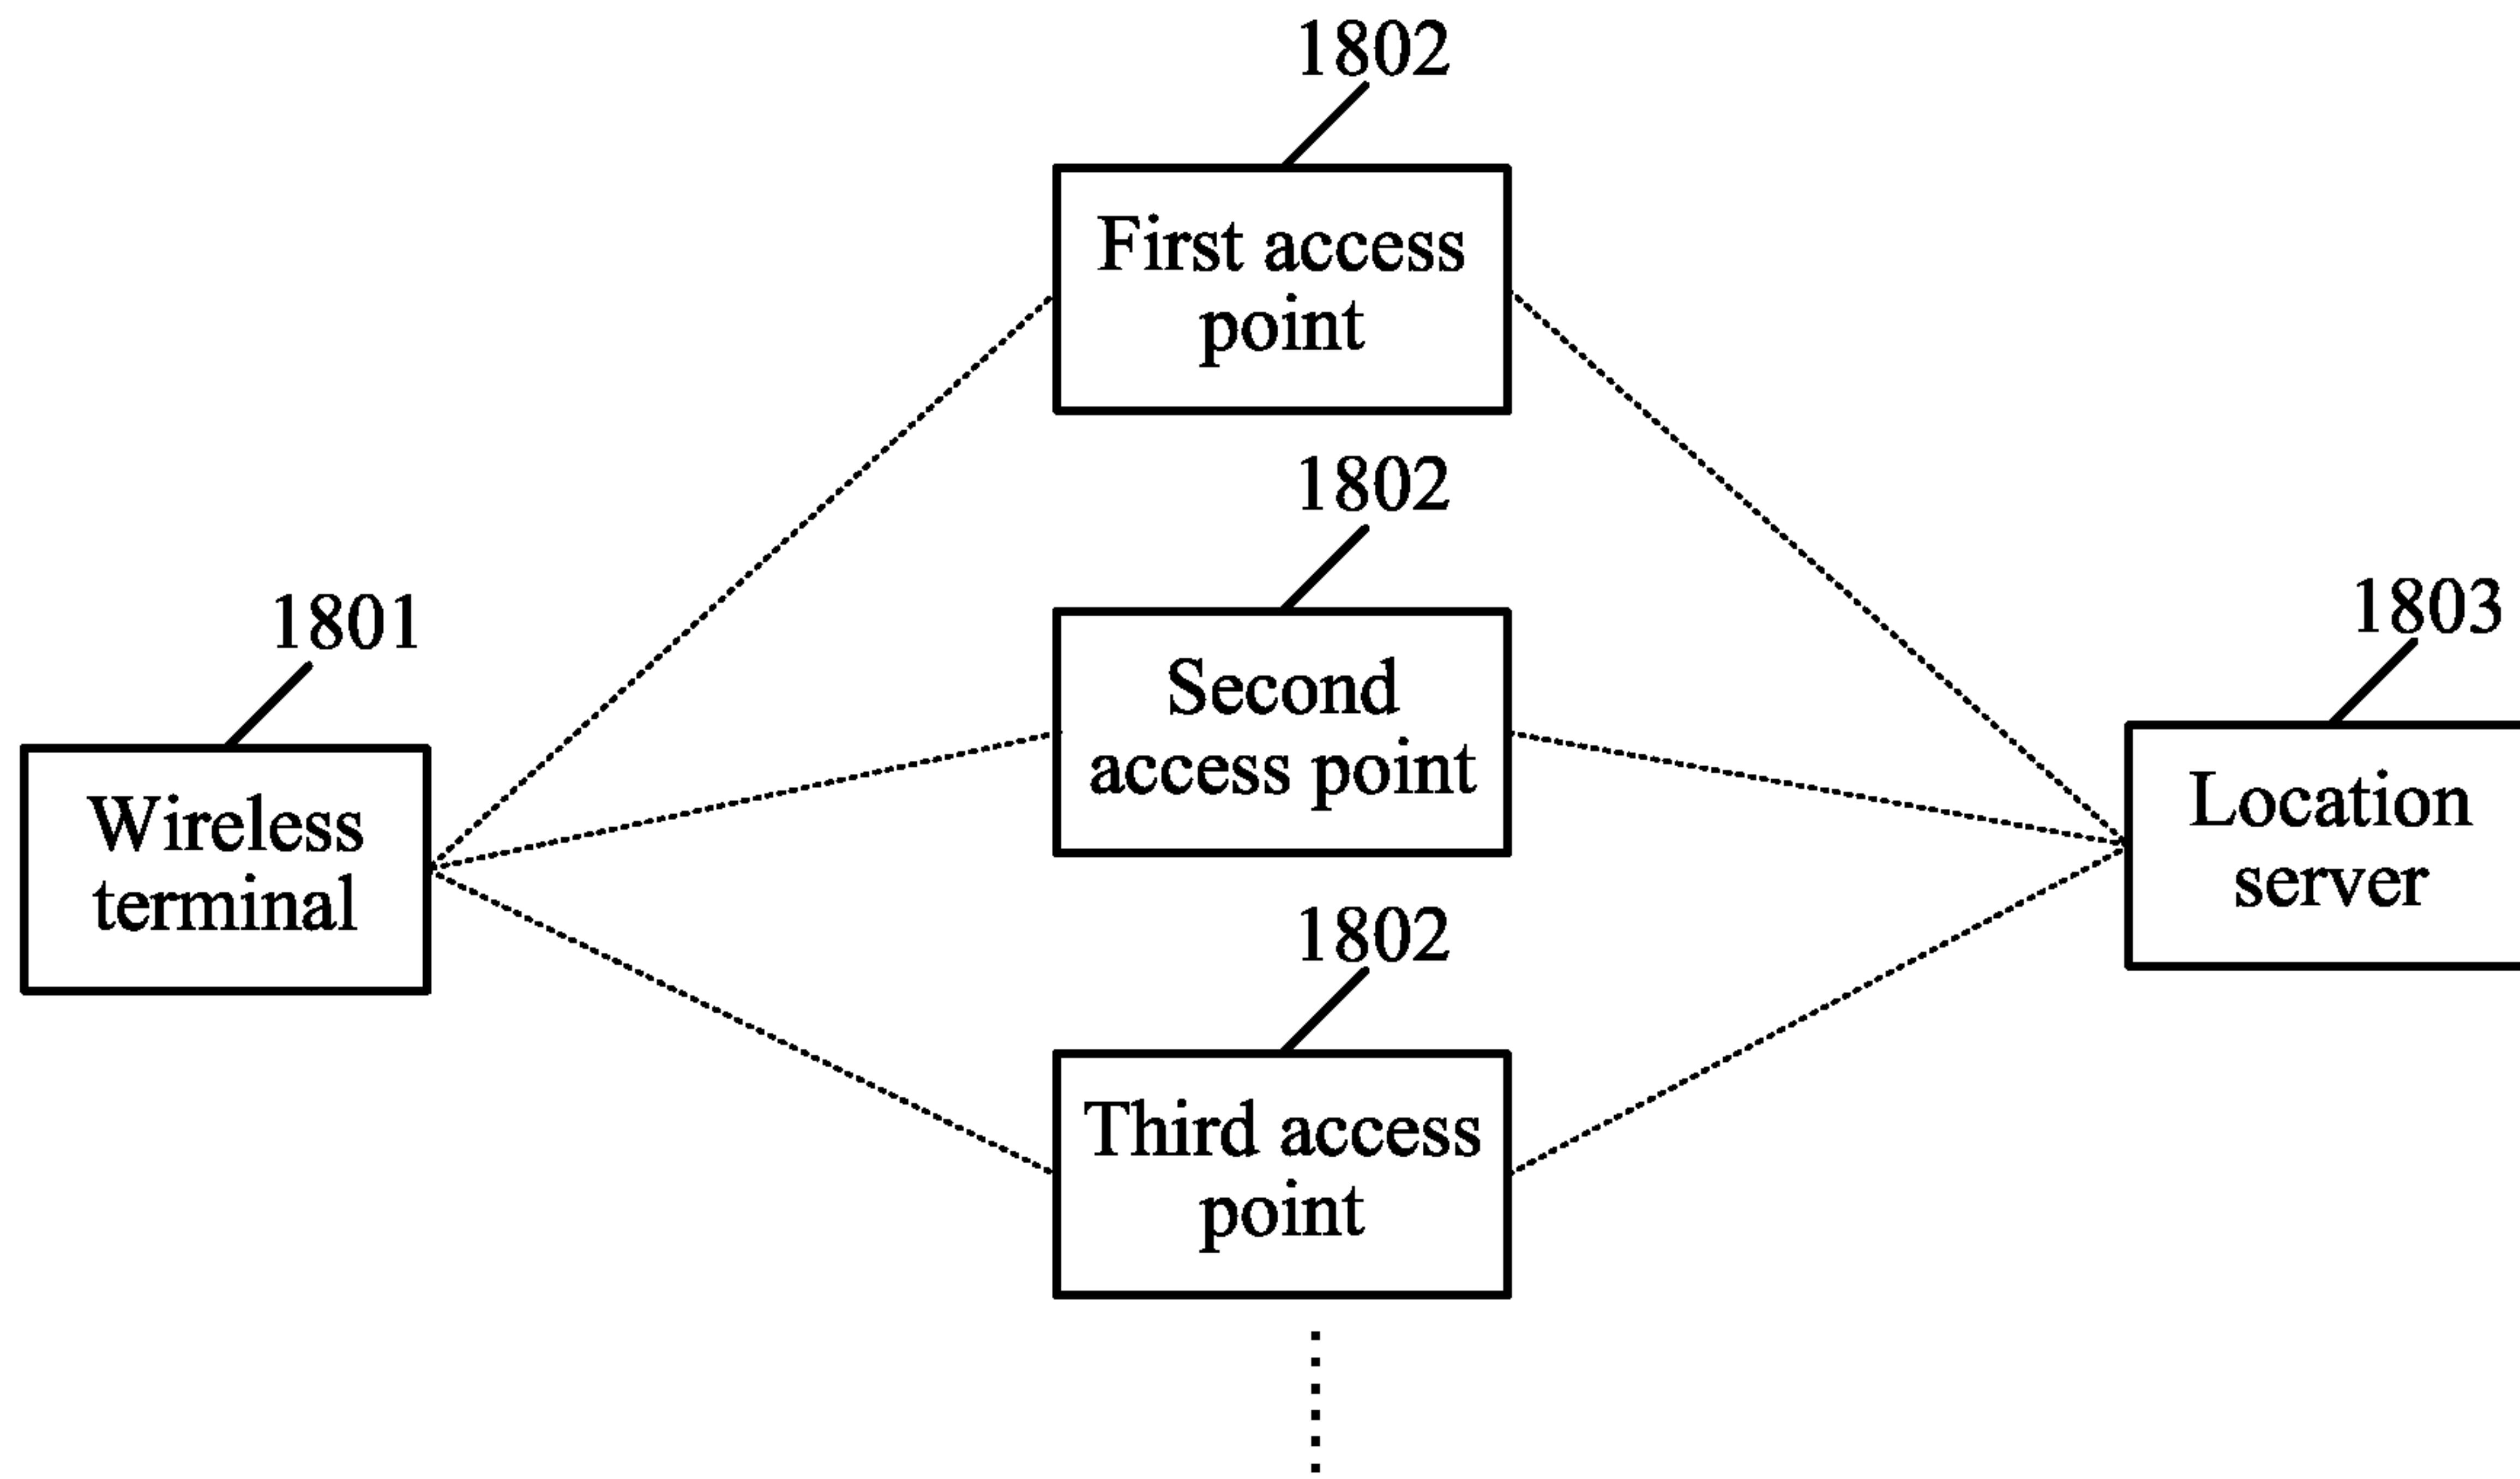 1802
First access
point
1802
Second
access point
1801
Wireless
terminal
1803
Location
server
1802
Third access
point